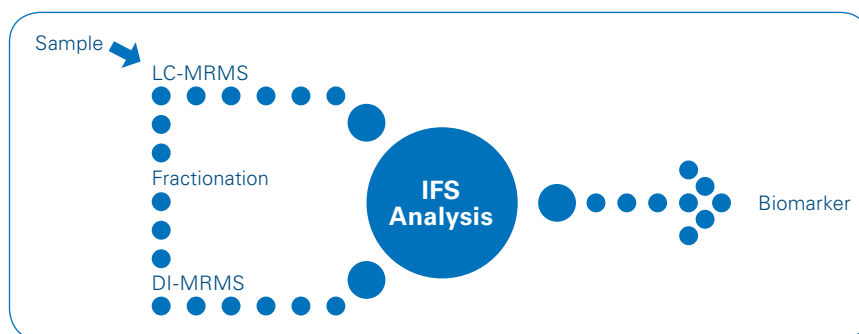 Sample
LC-MRMS
Fractionation
IFS
Analysis
Biomarker
DI-MRMS